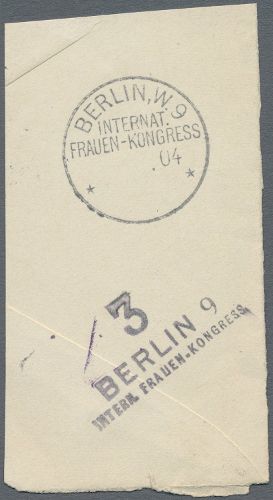 BERLIN, W. 9
INTERNAT.
FRAUEN-KONGRESS
04
* *
3
BERLIN 9
INTERN. FRAUEN-KONGRESS.